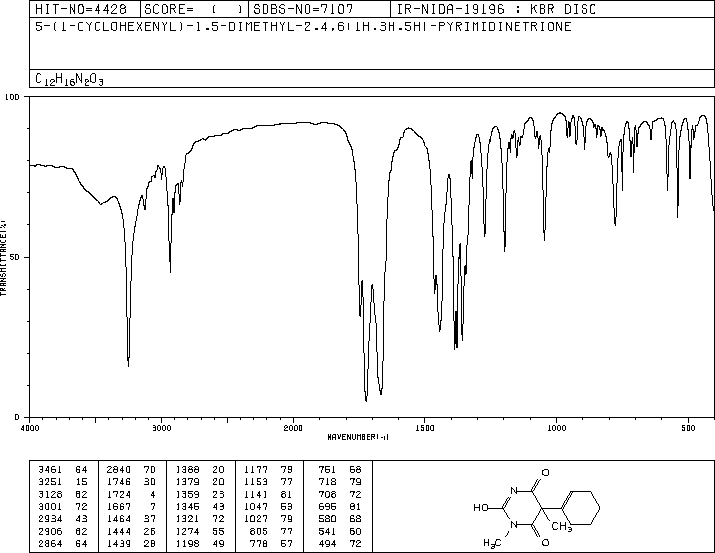 HIT-NO=4428 SCORE= ( ) SDBS-NO=7107 IR-NIDA-19196 : KBR DISC
5-(1-CYCLOHEXENYL)-1,5-DIMETHYL-2,4,6(1H,3H,5H)-PYRIMIDINETRIONE
C12H16N2O3
100
50
0
TRANSMITTANCE(%)
4000 3000 2000 1500 1000 500
WAVENUMBER(-1)
3461 64 2840 70 1388 20 1177 79 751 68
3251 15 1746 30 1379 20 1153 77 718 79
3128 62 1724 4 1359 23 1141 81 708 72
3001 72 1667 7 1345 43 1047 53 695 81
2934 43 1464 37 1321 72 1027 79 580 68
2906 62 1444 26 1274 55 805 77 541 60
2864 64 1439 28 1198 49 778 57 494 72
O
N
HO
CH3
N
O
H3C